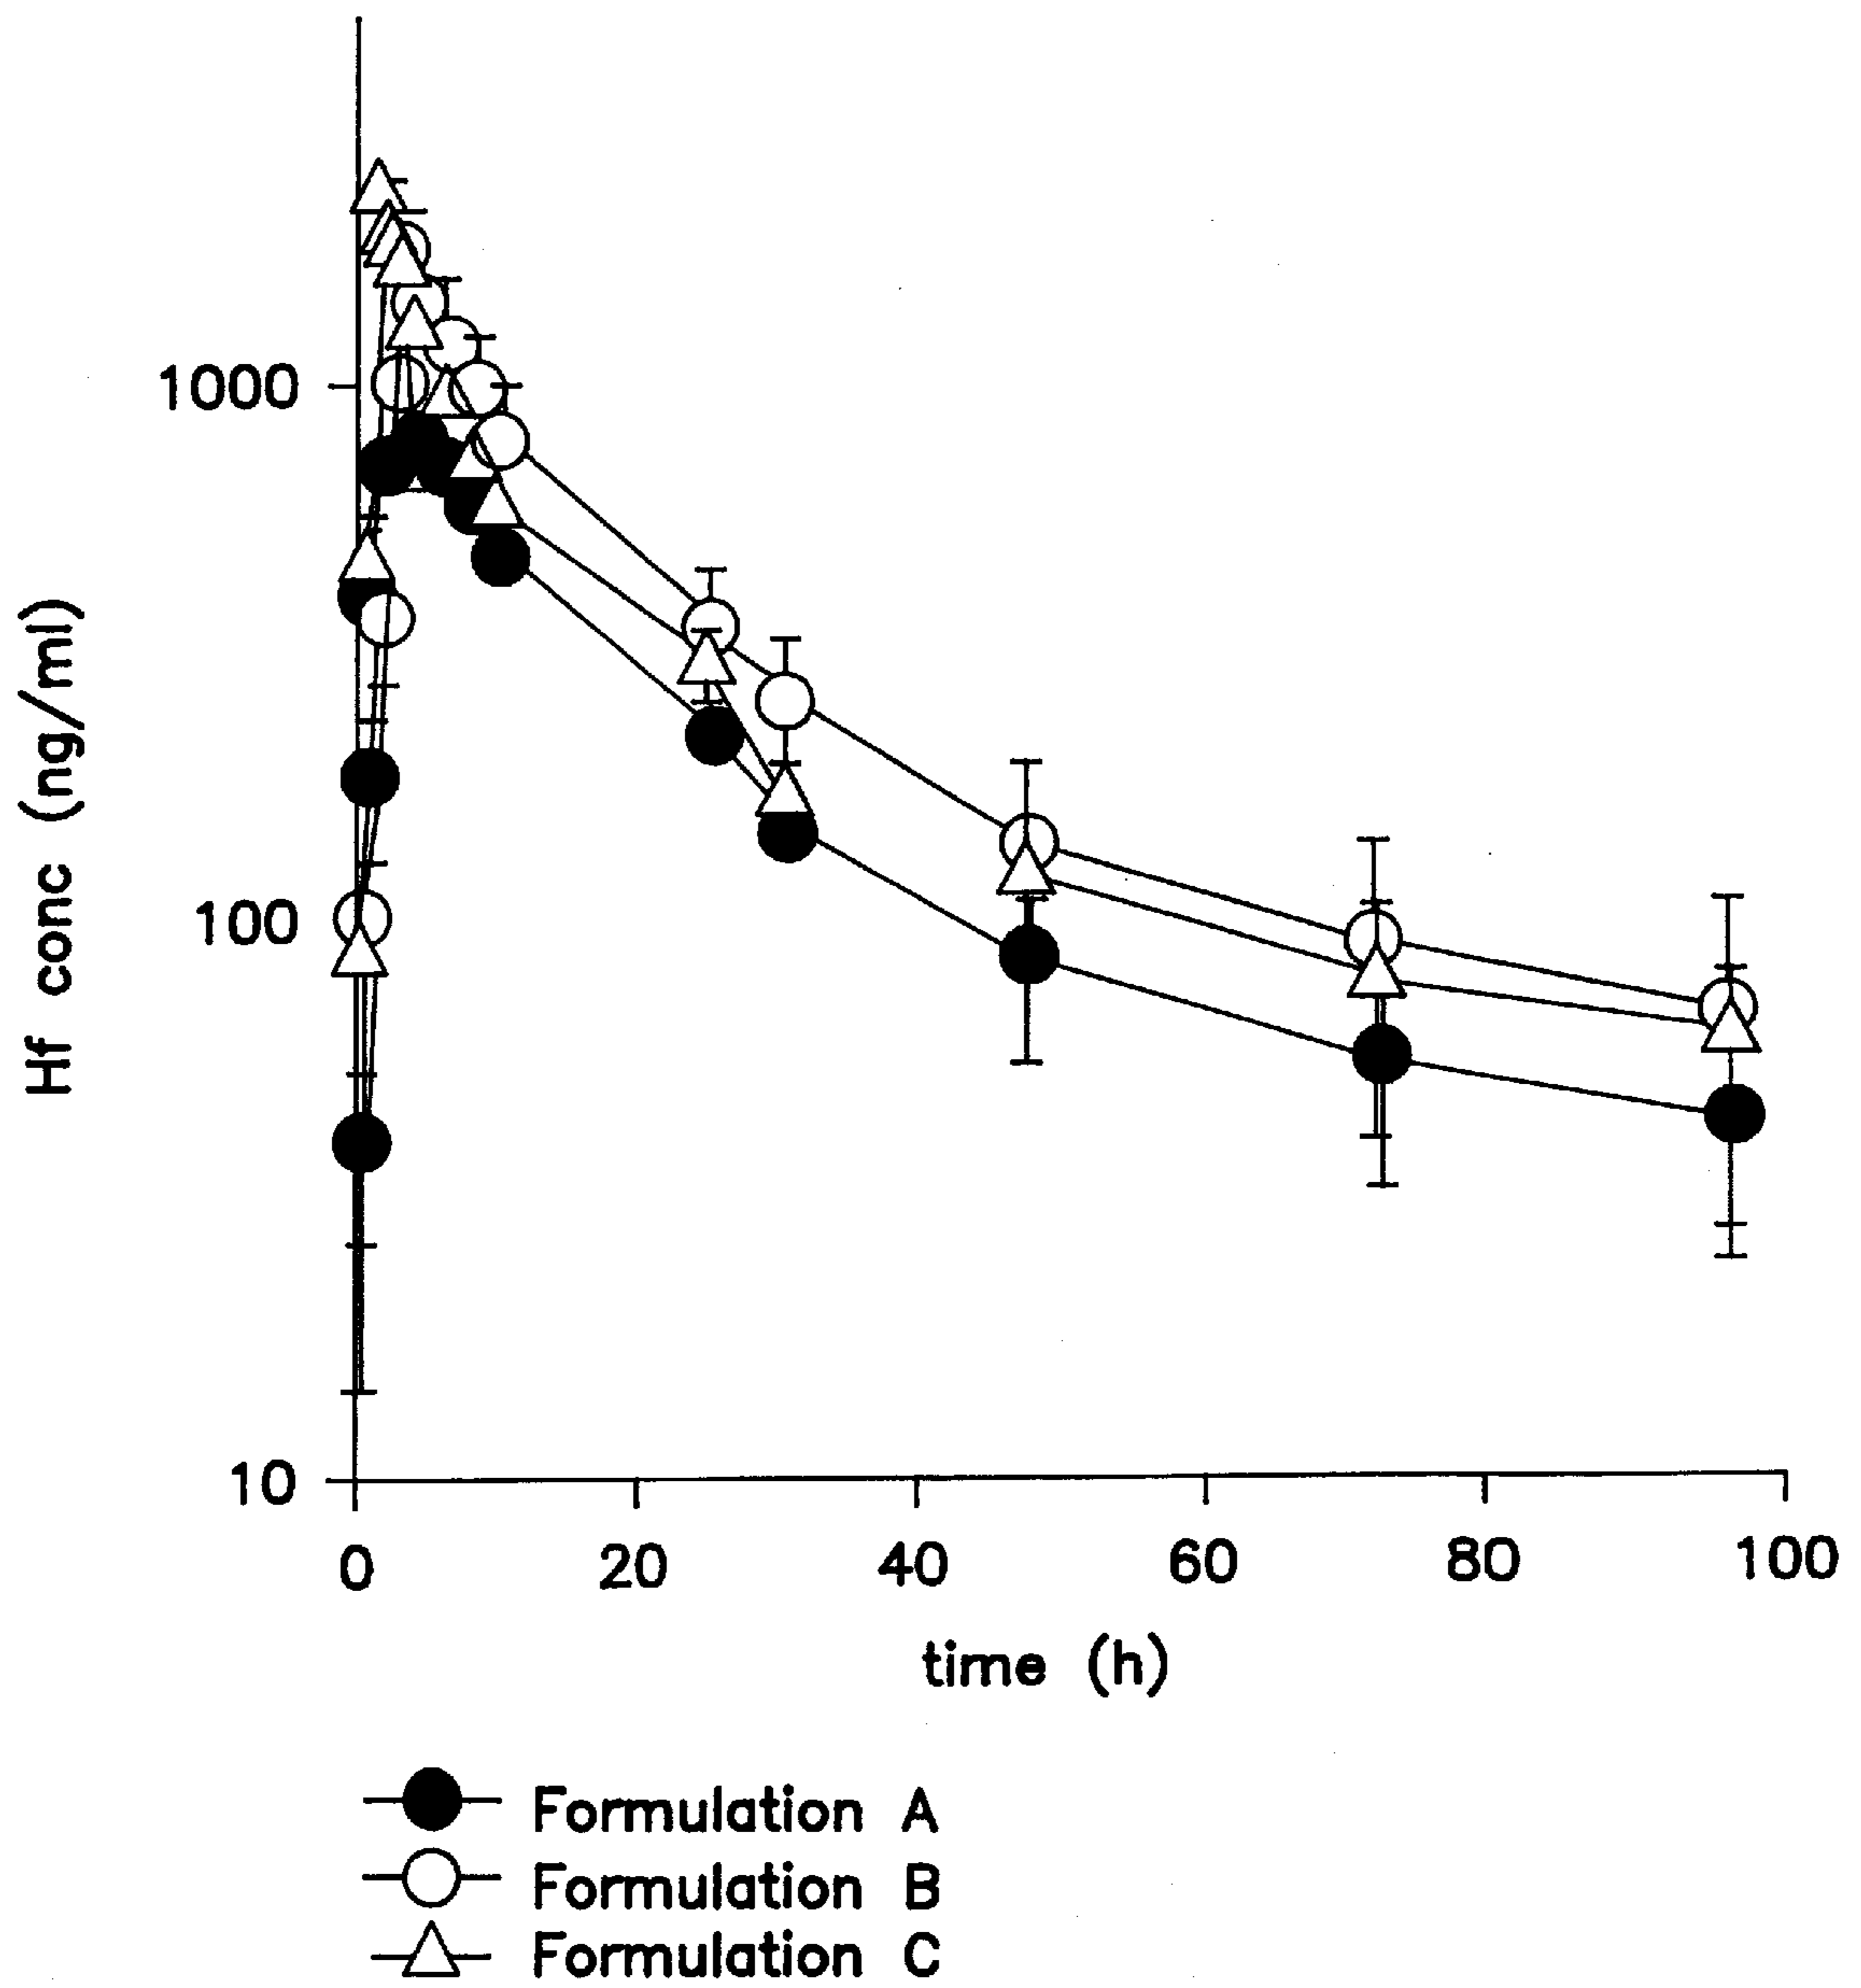 1000
100
10
Hf conc (ng/ml)
0 20 40 60 80 100
time (h)
Formulation A
Formulation B
Formulation C